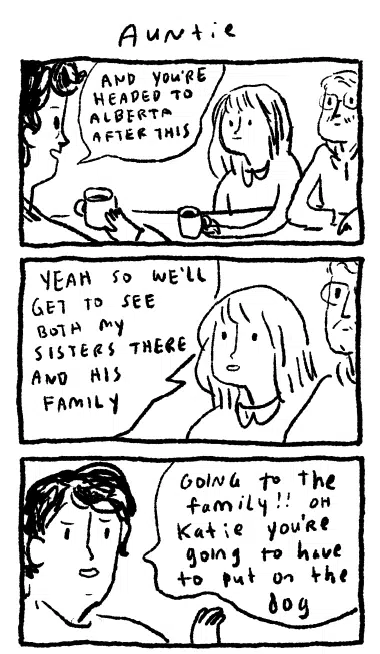 Auntie
AND YOU'RE
HEADED TO
ALBERTA
AFTER THIS
YEAH SO WE'LL
GET TO SEE
BOTH MY
SISTERS THERE
AND HIS
FAMILY
GOING to the
family!! OH
Katie you're
going to have
to put on the
dog